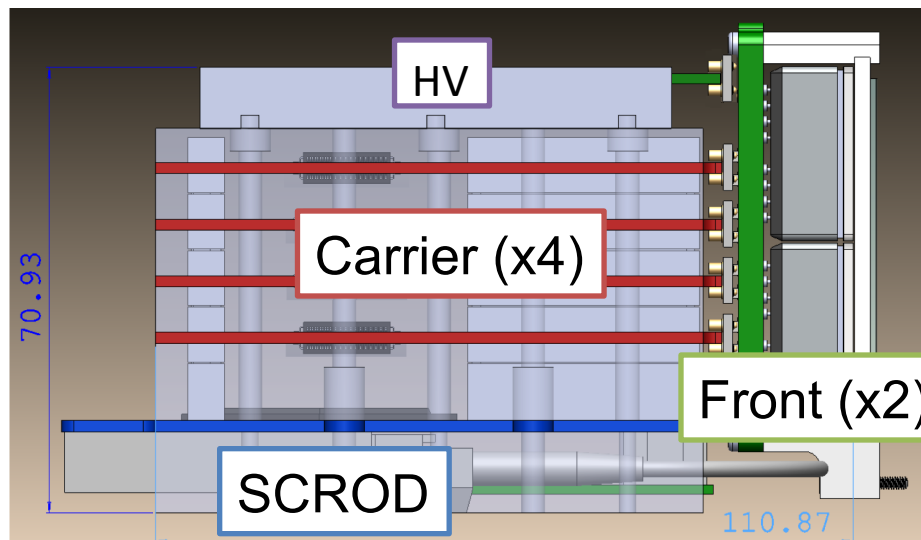 HV
Carrier (x4)
70.93
Front (x2)
SCROD
110.87